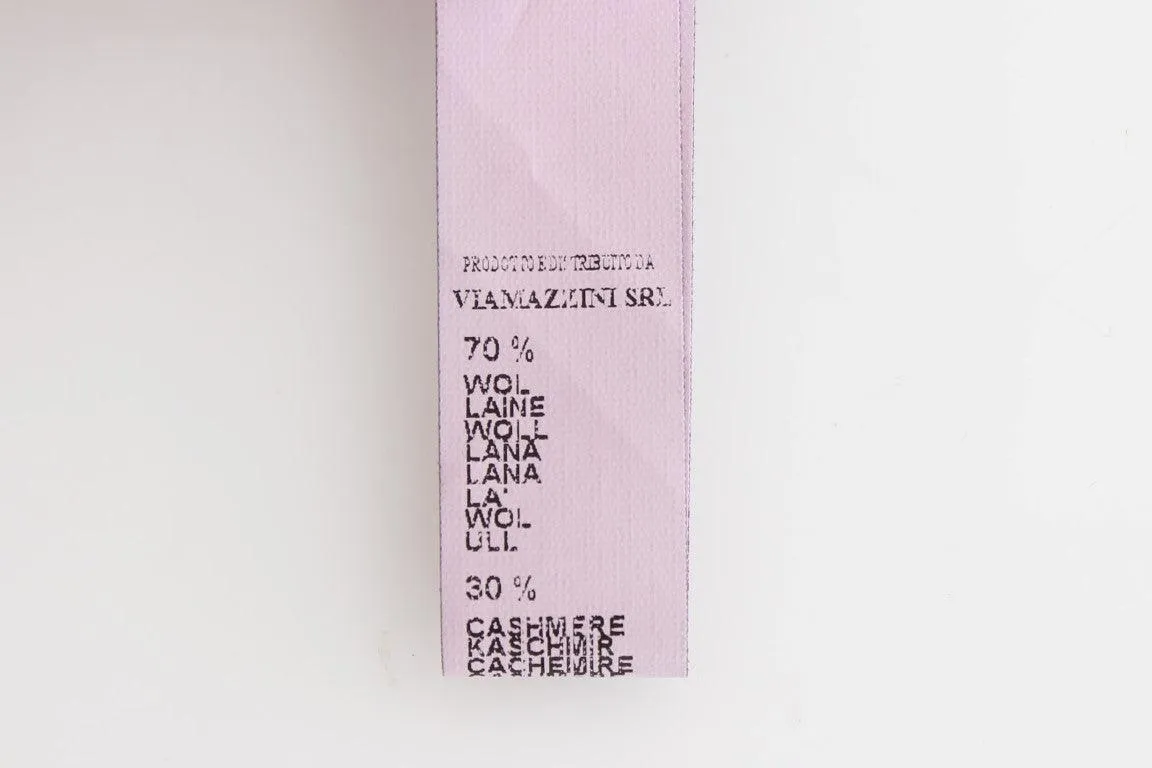 PRODOTTO E DISTRIBUITO DA
VIAMAZZINI SRL
70 %
WOL
LAINE
WOLL
LANA
LANA
LA'
WOL
ULL
30 %
CASHMERE
KASCHMIR
CACHEMIRE